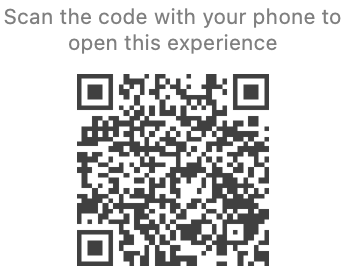 Scan the code with your phone to
open this experience